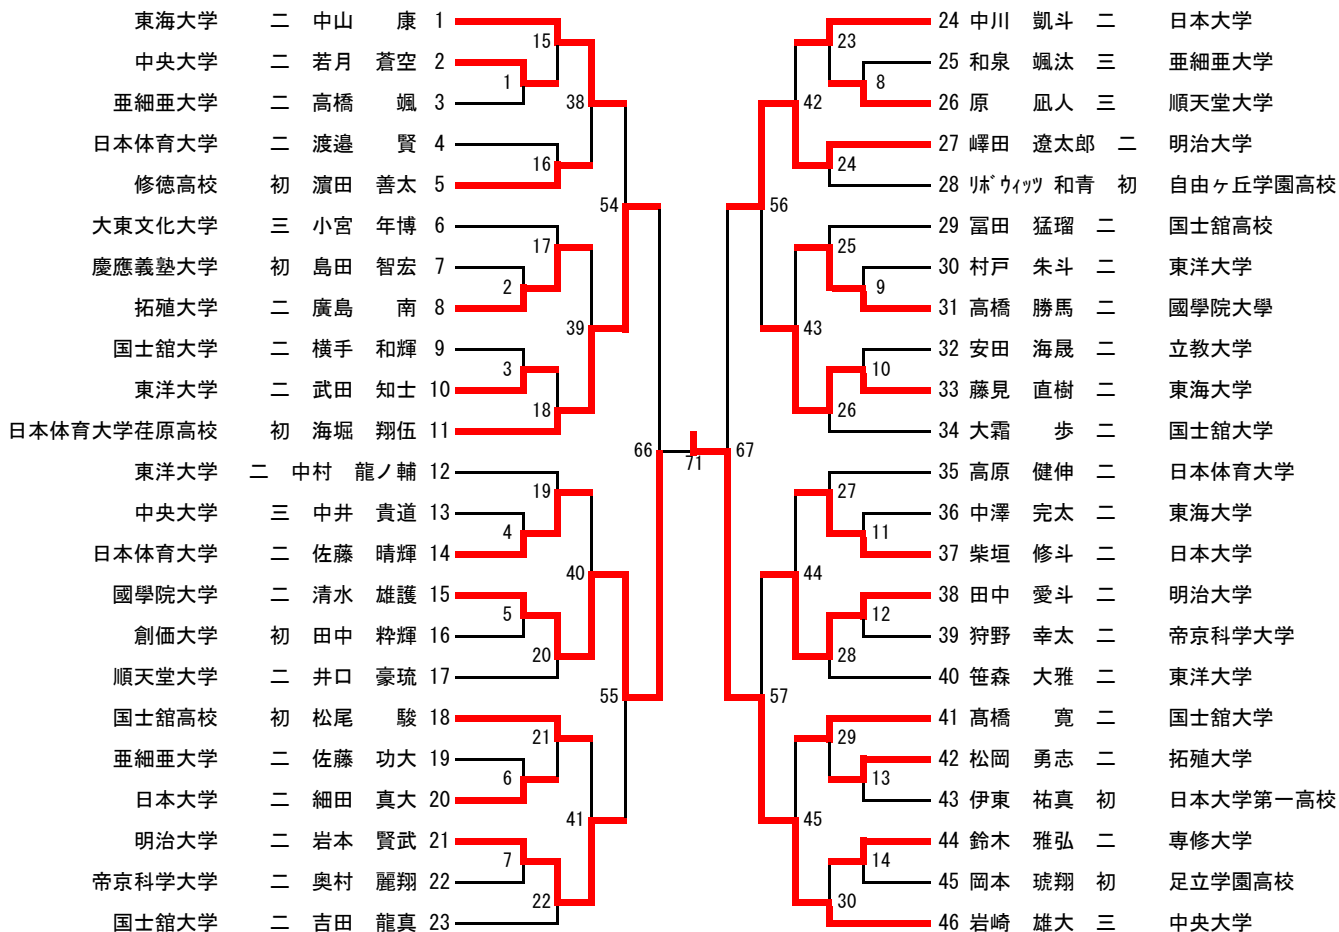 東海大学 二 中山 康 1
中央大学 二 若月 蒼空 2
亜細亜大学 二 高橋 颯 3
日本体育大学 二 渡邉 賢 4
修徳高校 初 濵田 善太 5
大東文化大学 三 小宮 年博 6
慶應義塾大学 初 島田 智宏 7
拓殖大学 二 廣島 南 8
国士舘大学 二 横手 和輝 9
東洋大学 二 武田 知士 10
日本体育大学荏原高校 初 海堀 翔伍 11
東洋大学 二 中村 龍ノ輔 12
中央大学 三 中井 貴道 13
日本体育大学 二 佐藤 晴輝 14
國學院大学 二 清水 雄護 15
創価大学 初 田中 粋輝 16
順天堂大学 二 井口 豪琉 17
国士舘高校 初 松尾 駿 18
亜細亜大学 二 佐藤 功大 19
日本大学 二 細田 真大 20
明治大学 二 岩本 賢武 21
帝京科学大学 二 奥村 麗翔 22
国士舘大学 二 吉田 龍真 23
15
1
38
16
54
17
2
39
3
18
66
19
4
40
5
20
55
21
6
41
7
22
71
67
23
8
42
24
56
25
9
43
10
26
27
11
44
12
28
57
29
13
45
14
30
24 中川 凱斗 二 日本大学
25 和泉 颯汰 三 亜細亜大学
26 原 凪人 三 順天堂大学
27 嶧田 遼太郎 二 明治大学
28 ﾘﾎﾞｳィｯﾂ 和青 初 自由ヶ丘学園高校
29 冨田 猛瑠 二 国士舘高校
30 村戸 朱斗 二 東洋大学
31 高橋 勝馬 二 國學院大學
32 安田 海晟 二 立教大学
33 藤見 直樹 二 東海大学
34 大霜 歩 二 国士舘大学
35 高原 健伸 二 日本体育大学
36 中澤 完太 二 東海大学
37 柴垣 修斗 二 日本大学
38 田中 愛斗 二 明治大学
39 狩野 幸太 二 帝京科学大学
40 笹森 大雅 二 東洋大学
41 髙橋 寛 二 国士舘大学
42 松岡 勇志 二 拓殖大学
43 伊東 祐真 初 日本大学第一高校
44 鈴木 雅弘 二 専修大学
45 岡本 琥翔 初 足立学園高校
46 岩崎 雄大 三 中央大学